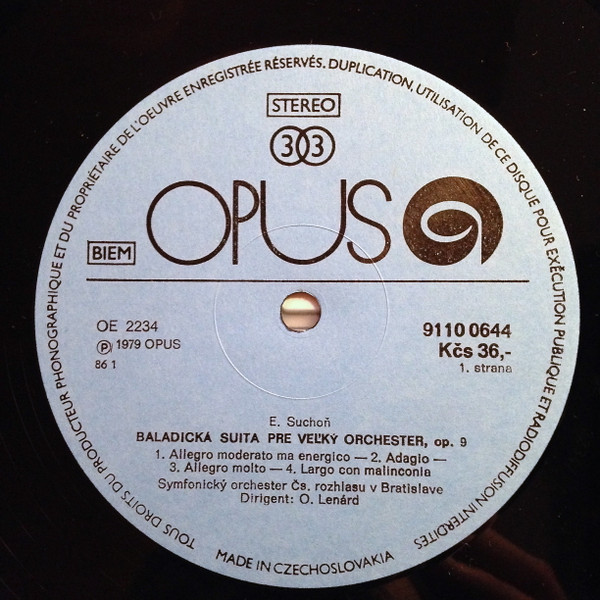 TOUS DROITS DU PRODUCTEUR PHONOGRAPHIQUE ET DU PROPRIÉTAIRE DE L'OEUVRE ENREGISTRÉE RÉSERVÉS. DUPLICATION, UTILISATION DE CE DISQUE POUR EXÉCUTION PUBLIQUE ET RADIODIFFUSION INTERDITES
STEREO
33
OPUS
BIEM
OE 2234
Ⓟ 1979 OPUS
86 1
9110 0644
Kčs 36,-
1. strana
E. Suchoň
BALADICKÁ SUITA PRE VEĽKÝ ORCHESTER, op. 9
1. Allegro moderato ma energico — 2. Adagio —
3. Allegro molto — 4. Largo con malinconia
Symfonický orchester Čs. rozhlasu v Bratislave
Dirigent: O. Lenárd
MADE IN CZECHOSLOVAKIA